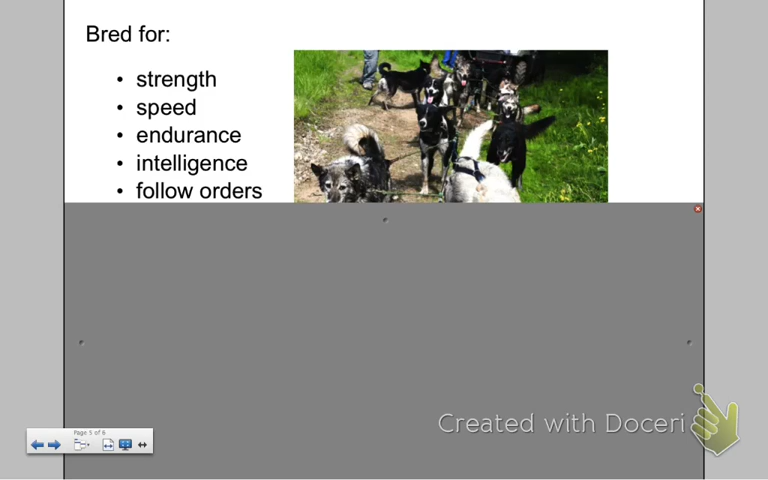 Bred for:
• strength
• speed
• endurance
• intelligence
• follow orders
Created with Doceri
Page 5 of 6